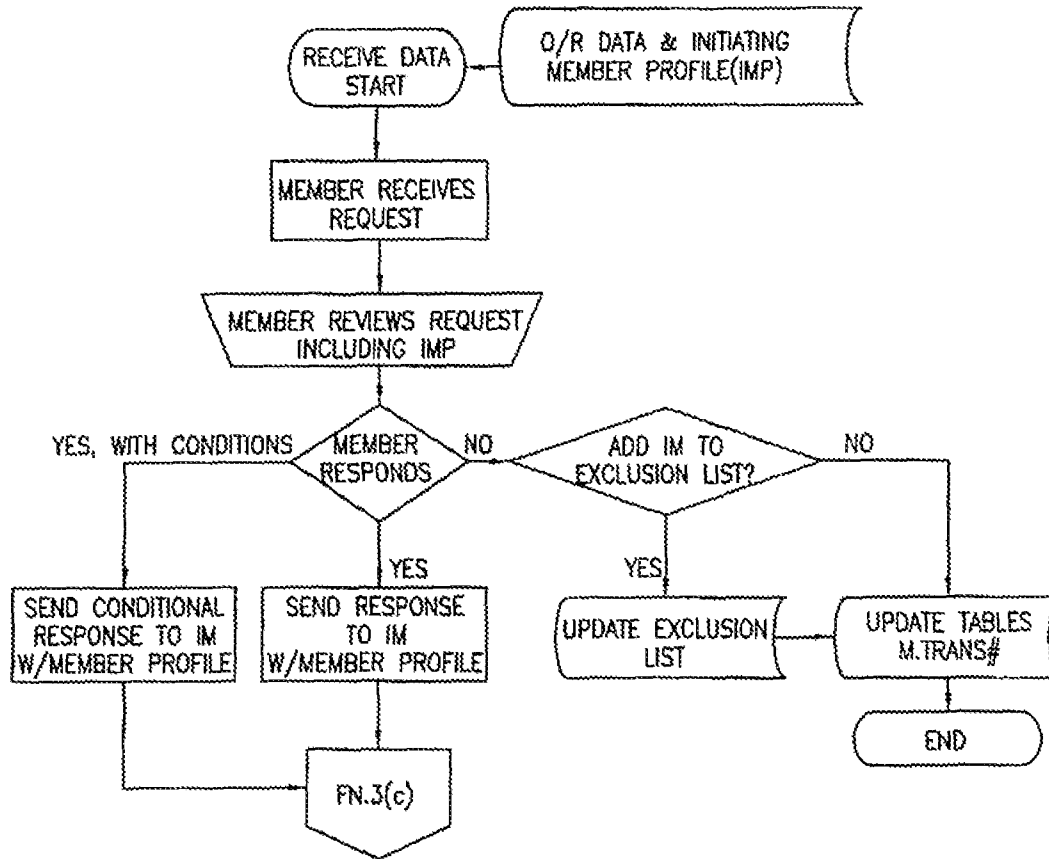 RECEIVE DATA
START
O/R DATA & INITIATING
MEMBER PROFILE(IMP)
MEMBER RECEIVES
REQUEST
MEMBER REVIEWS REQUEST
INCLUDING IMP
YES, WITH CONDITIONS
MEMBER
RESPONDS
NO
ADD IM TO
EXCLUSION LIST?
NO
YES
YES
SEND CONDITIONAL
RESPONSE TO IM
W/MEMBER PROFILE
SEND RESPONSE
TO IM
W/MEMBER PROFILE
UPDATE EXCLUSION
LIST
UPDATE TABLES
M.TRANS#
END
FN.3(c)